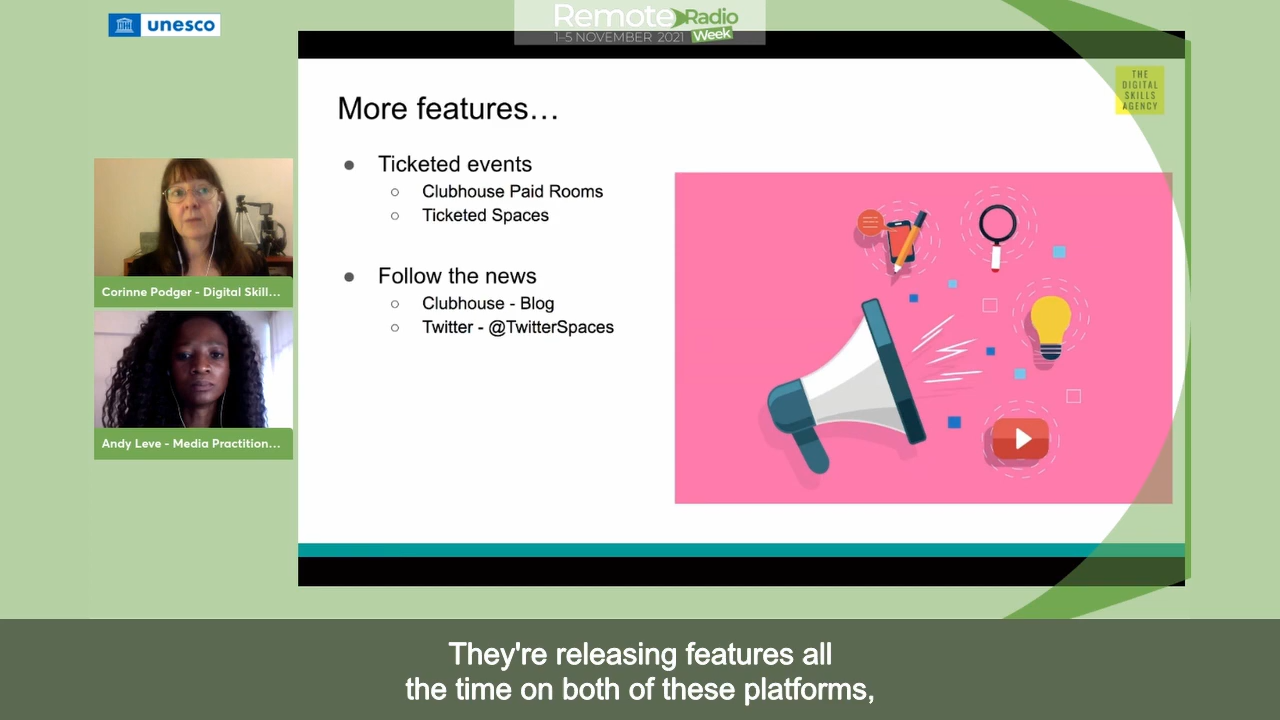 unesco
Remote Radio Week
1–5 NOVEMBER 2021
THE
DIGITAL
SKILLS
AGENCY
More features…
Ticketed events
Clubhouse Paid Rooms
Ticketed Spaces
Follow the news
Clubhouse - Blog
Twitter - @TwitterSpaces
Corinne Podger - Digital Skill...
Andy Leve - Media Practition...
They're releasing features all
the time on both of these platforms,